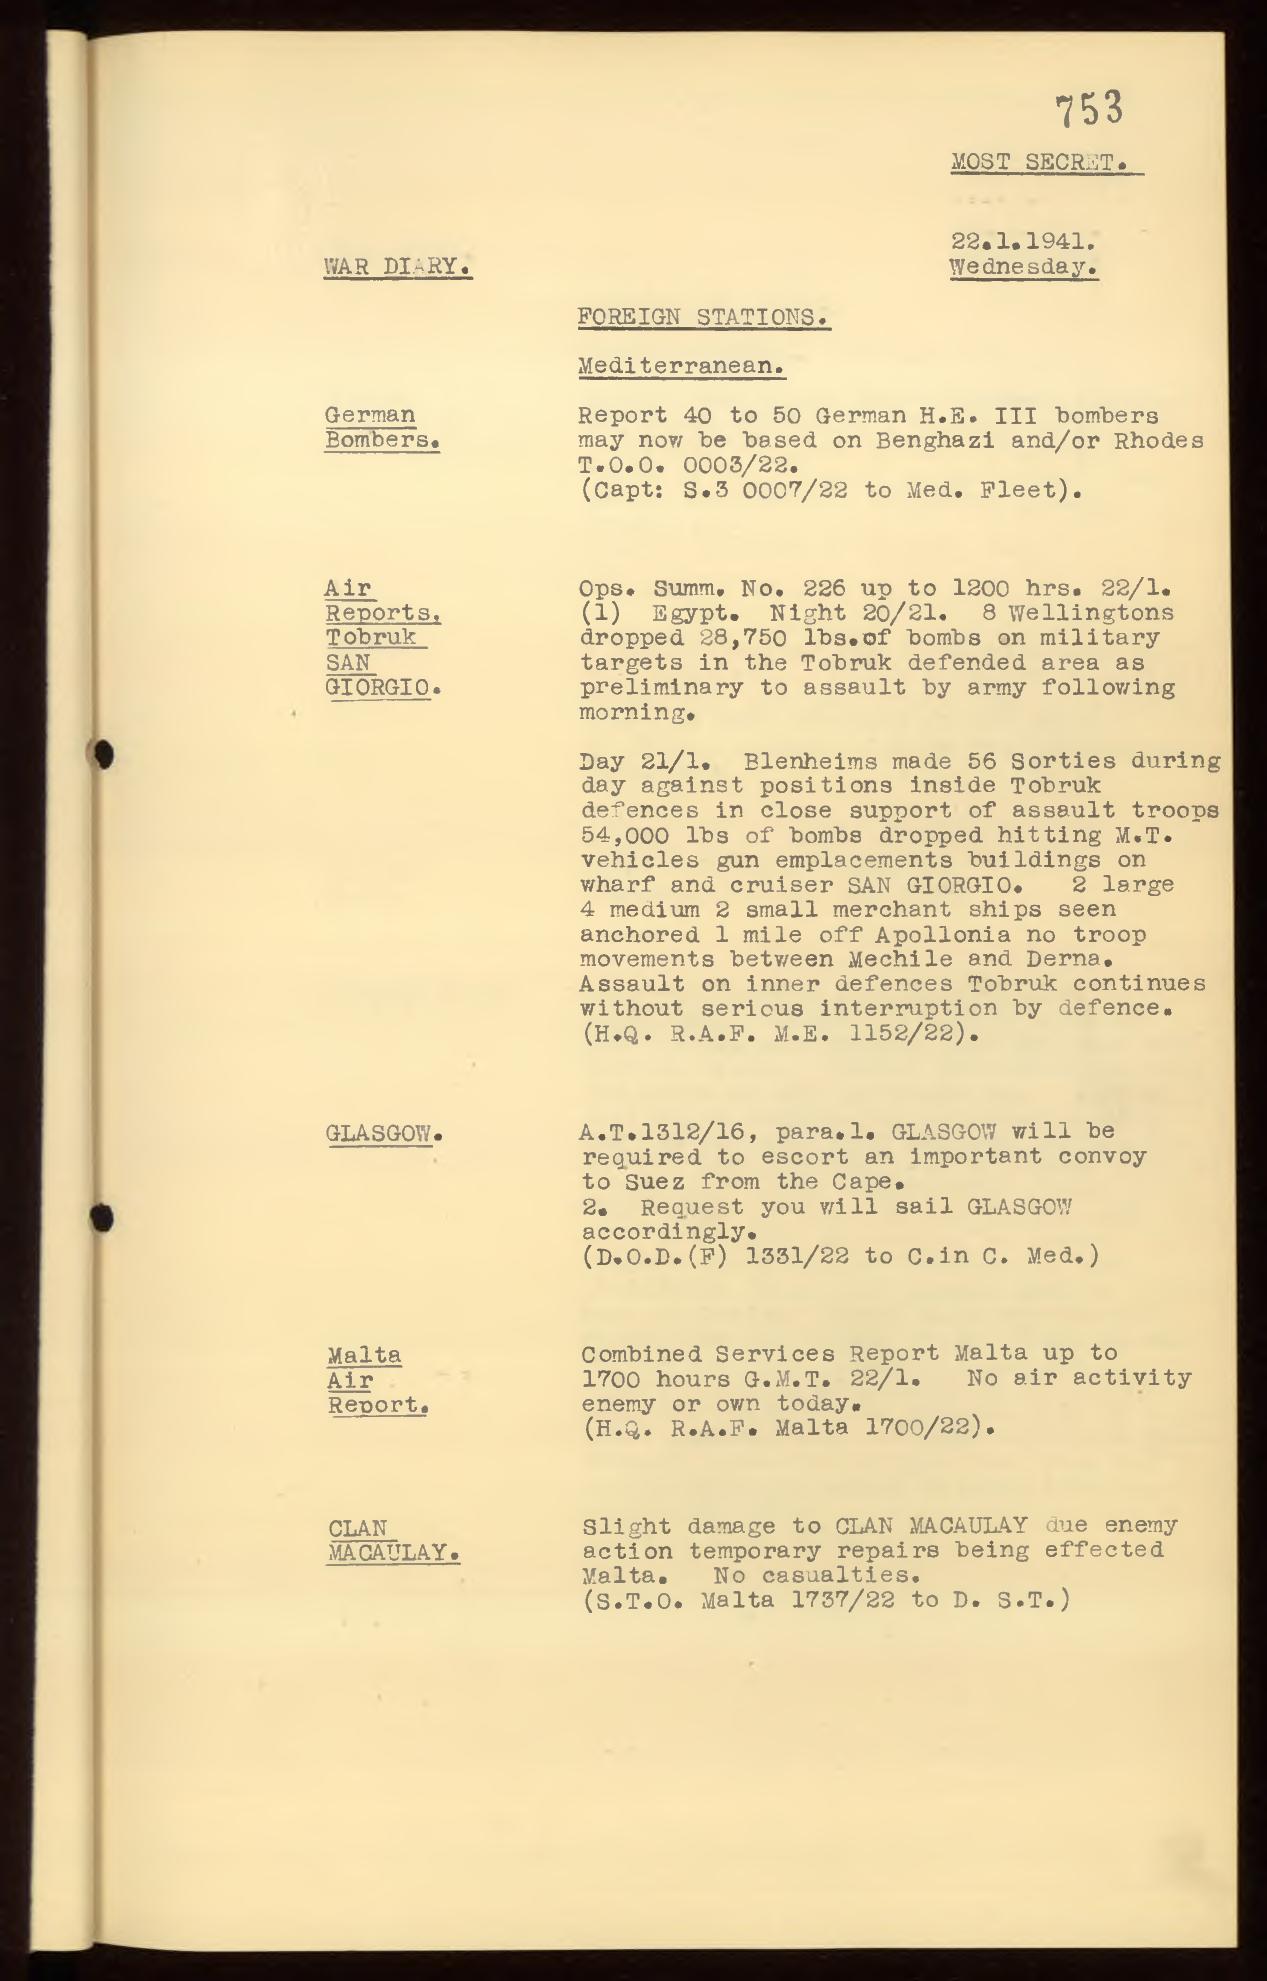 753
MOST SECRET.
22.1.1941.
WAR DIARY.
Wednesday.
FOREIGN STATIONS.
Mediterranean.
German
Bombers.
Report 40 to 50 German H.E. III bombers
may now be based on Benghazi and/or Rhodes
T.O.O. 0003/22.
(Capt: S.3 0007/22 to Med. Fleet).
Air
Reports.
Tobruk
SAN
GIORGIO.
Ops. Summ. No. 226 up to 1200 hrs. 22/1.
(1) Egypt. Night 20/21. 8 Wellingtons
dropped 28,750 lbs.of bombs on military
targets in the Tobruk defended area as
preliminary to assault by army following
morning.
Day 21/1. Blenheims made 56 Sorties during
day against positions inside Tobruk
defences in close support of assault troops
54,000 lbs of bombs dropped hitting M.T.
vehicles gun emplacements buildings on
wharf and cruiser SAN GIORGIO. 2 large
4 medium 2 small merchant ships seen
anchored 1 mile off Apollonia no troop
movements between Mechile and Derna.
Assault on inner defences Tobruk continues
without serious interruption by defence.
(H.Q. R.A.F. M.E. 1152/22).
GLASGOW.
A.T.1312/16, para.1. GLASGOW will be
required to escort an important convoy
to Suez from the Cape.
2. Request you will sail GLASGOW
accordingly.
(D.O.D.(F) 1331/22 to C.in C. Med.)
Malta
Air
Report.
Combined Services Report Malta up to
1700 hours G.M.T. 22/1. No air activity
enemy or own today.
(H.Q. R.A.F. Malta 1700/22).
CLAN
MACAULAY.
Slight damage to CLAN MACAULAY due enemy
action temporary repairs being effected
Malta. No casualties.
(S.T.O. Malta 1737/22 to D. S.T.)